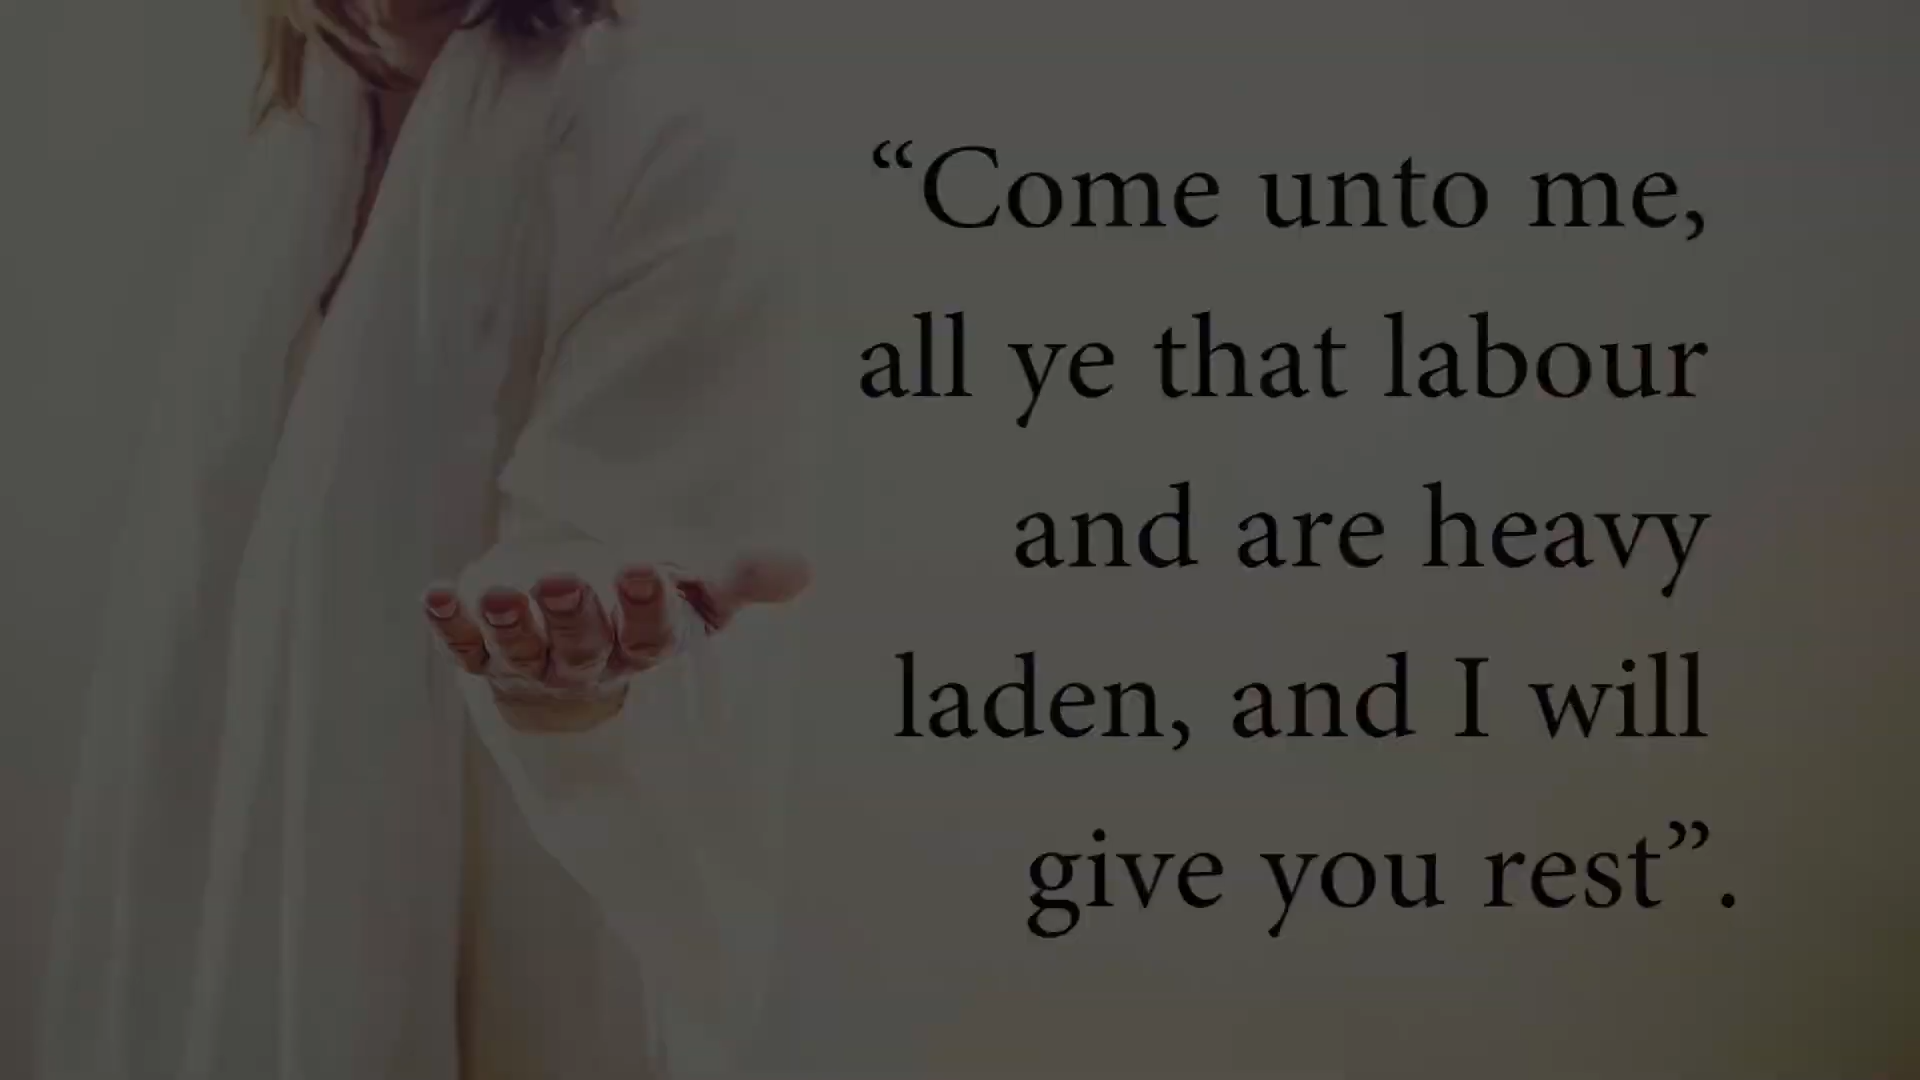 “Come unto me,
all ye that labour
and are heavy
laden, and I will
give you rest”.